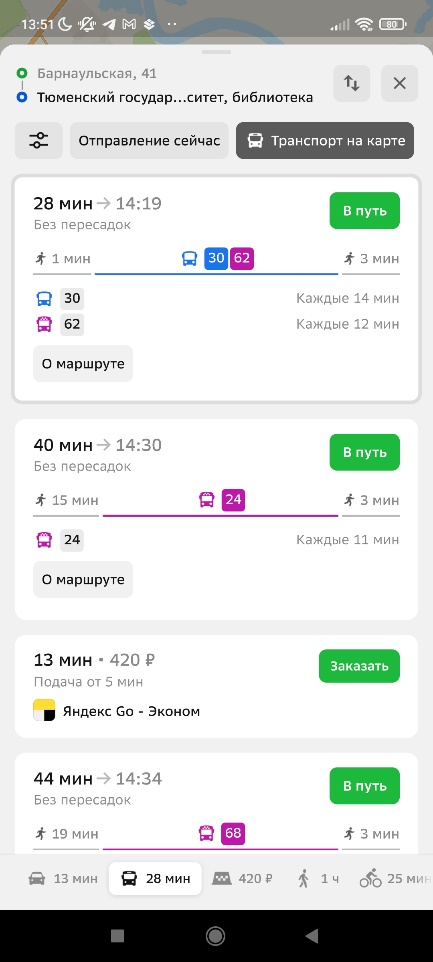 13:51
80
Барнаульская, 41
Тюменский государ...ситет, библиотека
Отправление сейчас
Транспорт на карте
28 мин → 14:19
В путь
Без пересадок
1 мин
30 62
3 мин
30
Каждые 14 мин
62
Каждые 12 мин
О маршруте
40 мин → 14:30
В путь
Без пересадок
15 мин
24
3 мин
24
Каждые 11 мин
О маршруте
13 мин • 420 ₽
Заказать
Подача от 5 мин
Яндекс Go - Эконом
44 мин → 14:34
В путь
Без пересадок
19 мин
68
3 мин
13 мин
28 мин
420 ₽
1 ч
25 мин